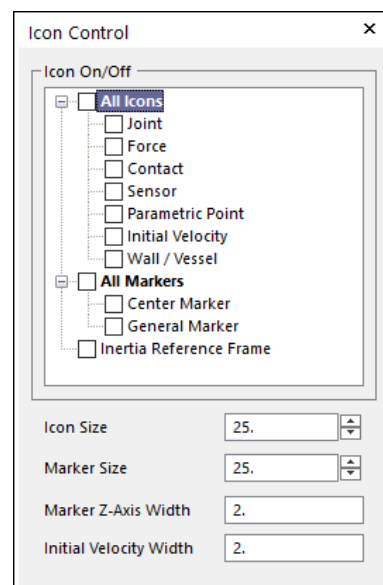 Icon Control
Icon On/Off
All Icons
Joint
Force
Contact
Sensor
Parametric Point
Initial Velocity
Wall / Vessel
All Markers
Center Marker
General Marker
Inertia Reference Frame
Icon Size 25.
Marker Size 25.
Marker Z-Axis Width 2.
Initial Velocity Width 2.